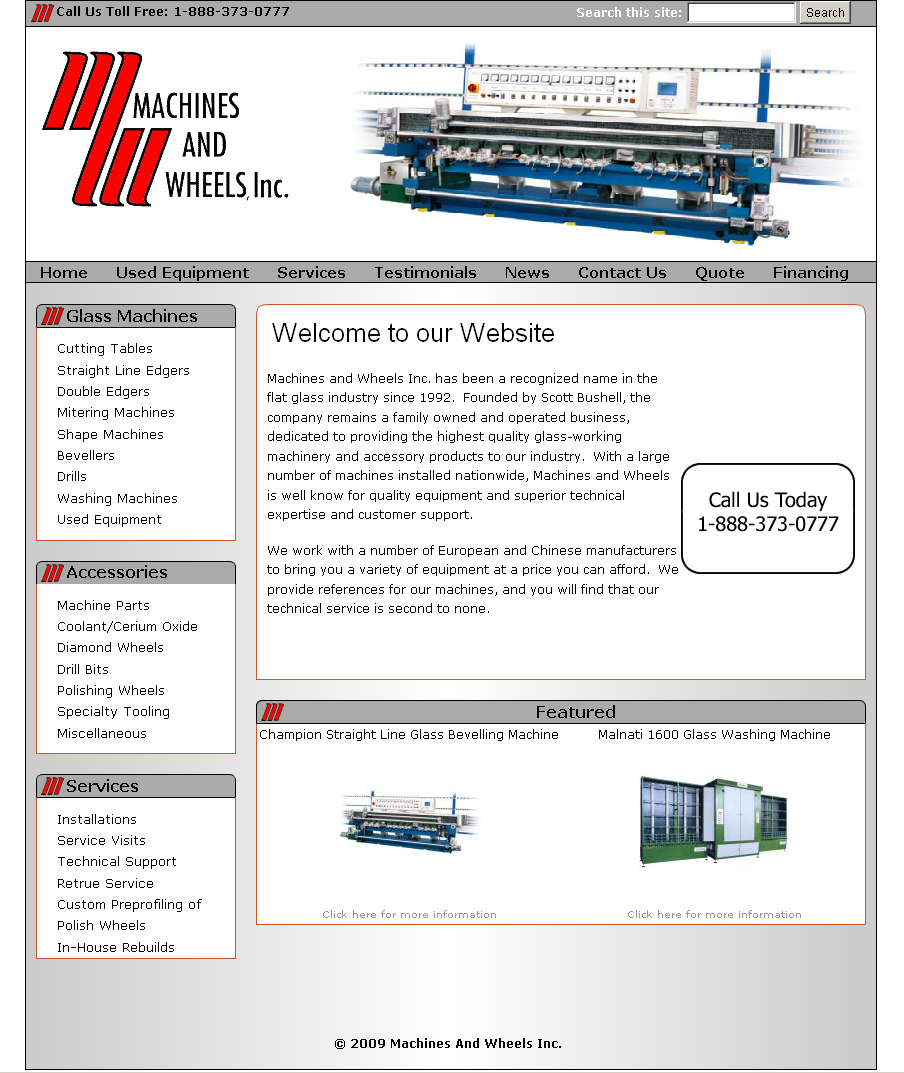 Call Us Toll Free: 1-888-373-0777
Search this site:
Search
MACHINES
AND
WHEELS, Inc.
Home Used Equipment Services Testimonials News Contact Us Quote Financing
Glass Machines
Cutting Tables
Straight Line Edgers
Double Edgers
Mitering Machines
Shape Machines
Bevellers
Drills
Washing Machines
Used Equipment
Accessories
Machine Parts
Coolant/Cerium Oxide
Diamond Wheels
Drill Bits
Polishing Wheels
Specialty Tooling
Miscellaneous
Services
Installations
Service Visits
Technical Support
Retrue Service
Custom Preprofiling of
Polish Wheels
In-House Rebuilds
Welcome to our Website
Machines and Wheels Inc. has been a recognized name in the
flat glass industry since 1992.  Founded by Scott Bushell, the
company remains a family owned and operated business,
dedicated to providing the highest quality glass-working
machinery and accessory products to our industry.  With a large
number of machines installed nationwide, Machines and Wheels
is well know for quality equipment and superior technical
expertise and customer support.
We work with a number of European and Chinese manufacturers
to bring you a variety of equipment at a price you can afford.  We
provide references for our machines, and you will find that our
technical service is second to none.
Call Us Today
1-888-373-0777
Featured
Champion Straight Line Glass Bevelling Machine
Malnati 1600 Glass Washing Machine
Click here for more information
Click here for more information
© 2009 Machines And Wheels Inc.